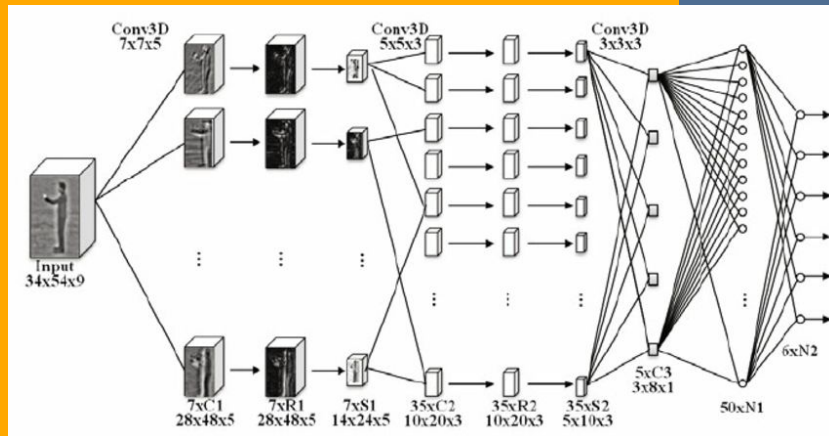 Conv3D
7x7x5
Conv3D
5x5x3
Conv3D
3x3x3
Input
34x54x9
7xC1
28x48x5
7xR1
28x48x5
7xS1
14x24x5
35xC2
10x20x3
35xR2
10x20x3
35xS2
5x10x3
5xC3
3x8x1
50xN1
6xN2